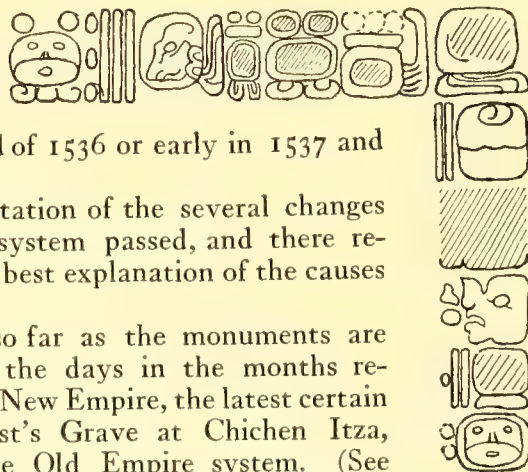 of 1536 or early in 1537 and
tation of the several changes
system passed, and there re-
best explanation of the causes
so far as the monuments are
the days in the months re-
New Empire, the latest certain
st's Grave at Chichen Itza,
e Old Empire system. (See